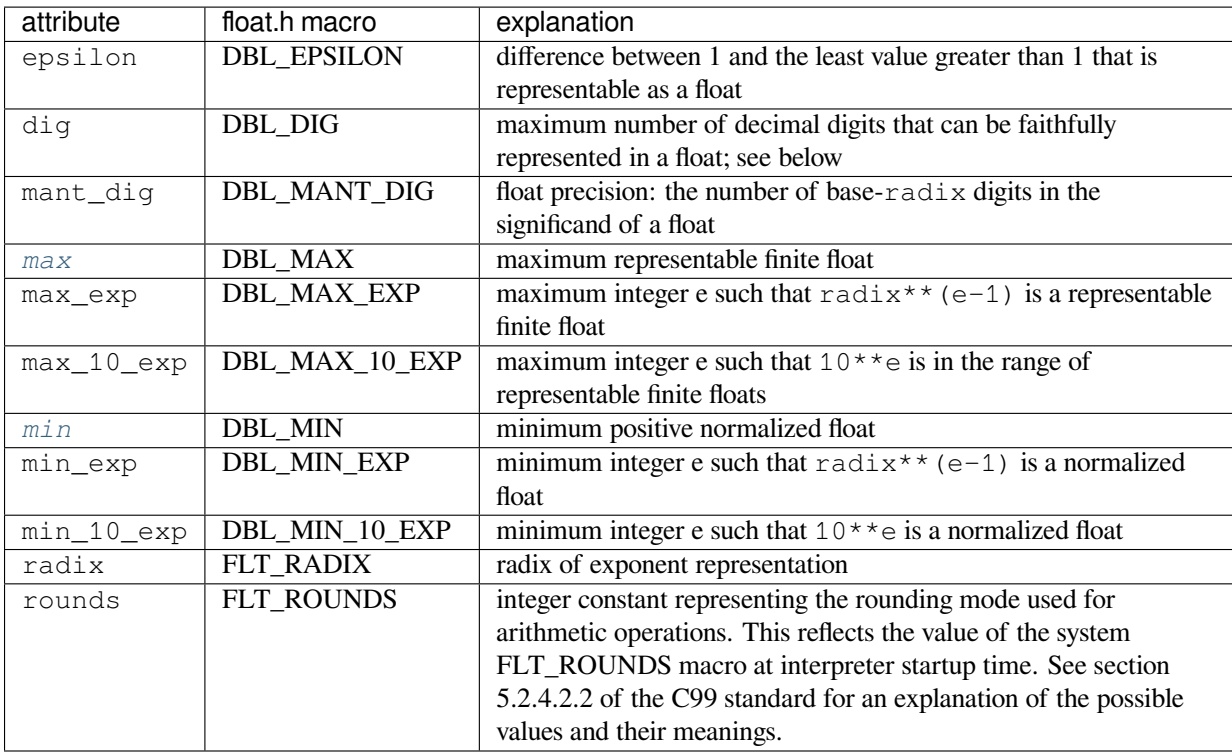 attribute float.h macro explanation
epsilon DBL_EPSILON difference between 1 and the least value greater than 1 that is
representable as a float
dig DBL_DIG maximum number of decimal digits that can be faithfully
represented in a float; see below
mant_dig DBL_MANT_DIG float precision: the number of base-radix digits in the
significand of a float
max DBL_MAX maximum representable finite float
max_exp DBL_MAX_EXP maximum integer e such that radix**(e-1) is a representable
finite float
max_10_exp DBL_MAX_10_EXP maximum integer e such that 10**e is in the range of
representable finite floats
min DBL_MIN minimum positive normalized float
min_exp DBL_MIN_EXP minimum integer e such that radix**(e-1) is a normalized
float
min_10_exp DBL_MIN_10_EXP minimum integer e such that 10**e is a normalized float
radix FLT_RADIX radix of exponent representation
rounds FLT_ROUNDS integer constant representing the rounding mode used for
arithmetic operations. This reflects the value of the system
FLT_ROUNDS macro at interpreter startup time. See section
5.2.4.2.2 of the C99 standard for an explanation of the possible
values and their meanings.